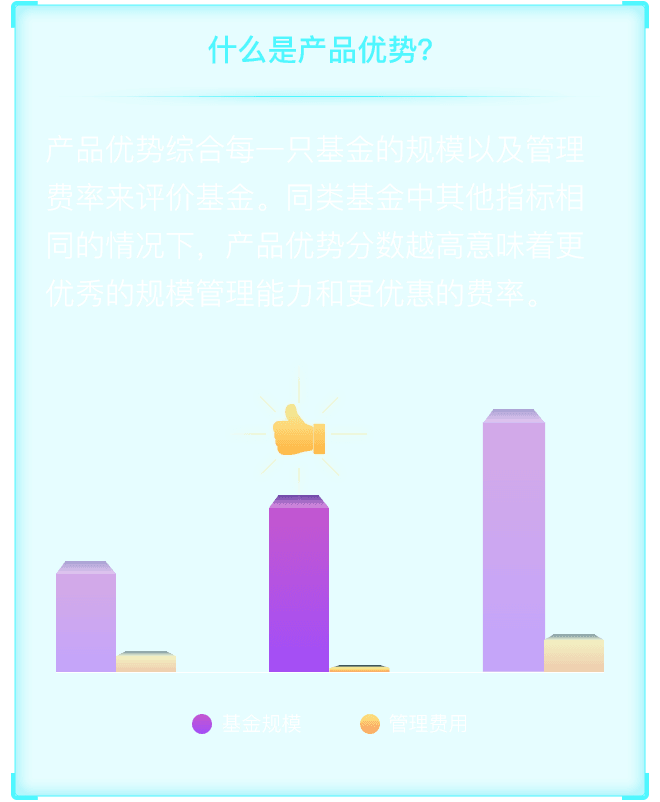 什么是产品优势?
产品优势综合每一只基金的规模以及管理
费率来评价基金。同类基金中其他指标相
同的情况下，产品优势分数越高意味着更
优秀的规模管理能力和更优惠的费率。
基金规模
管理费用